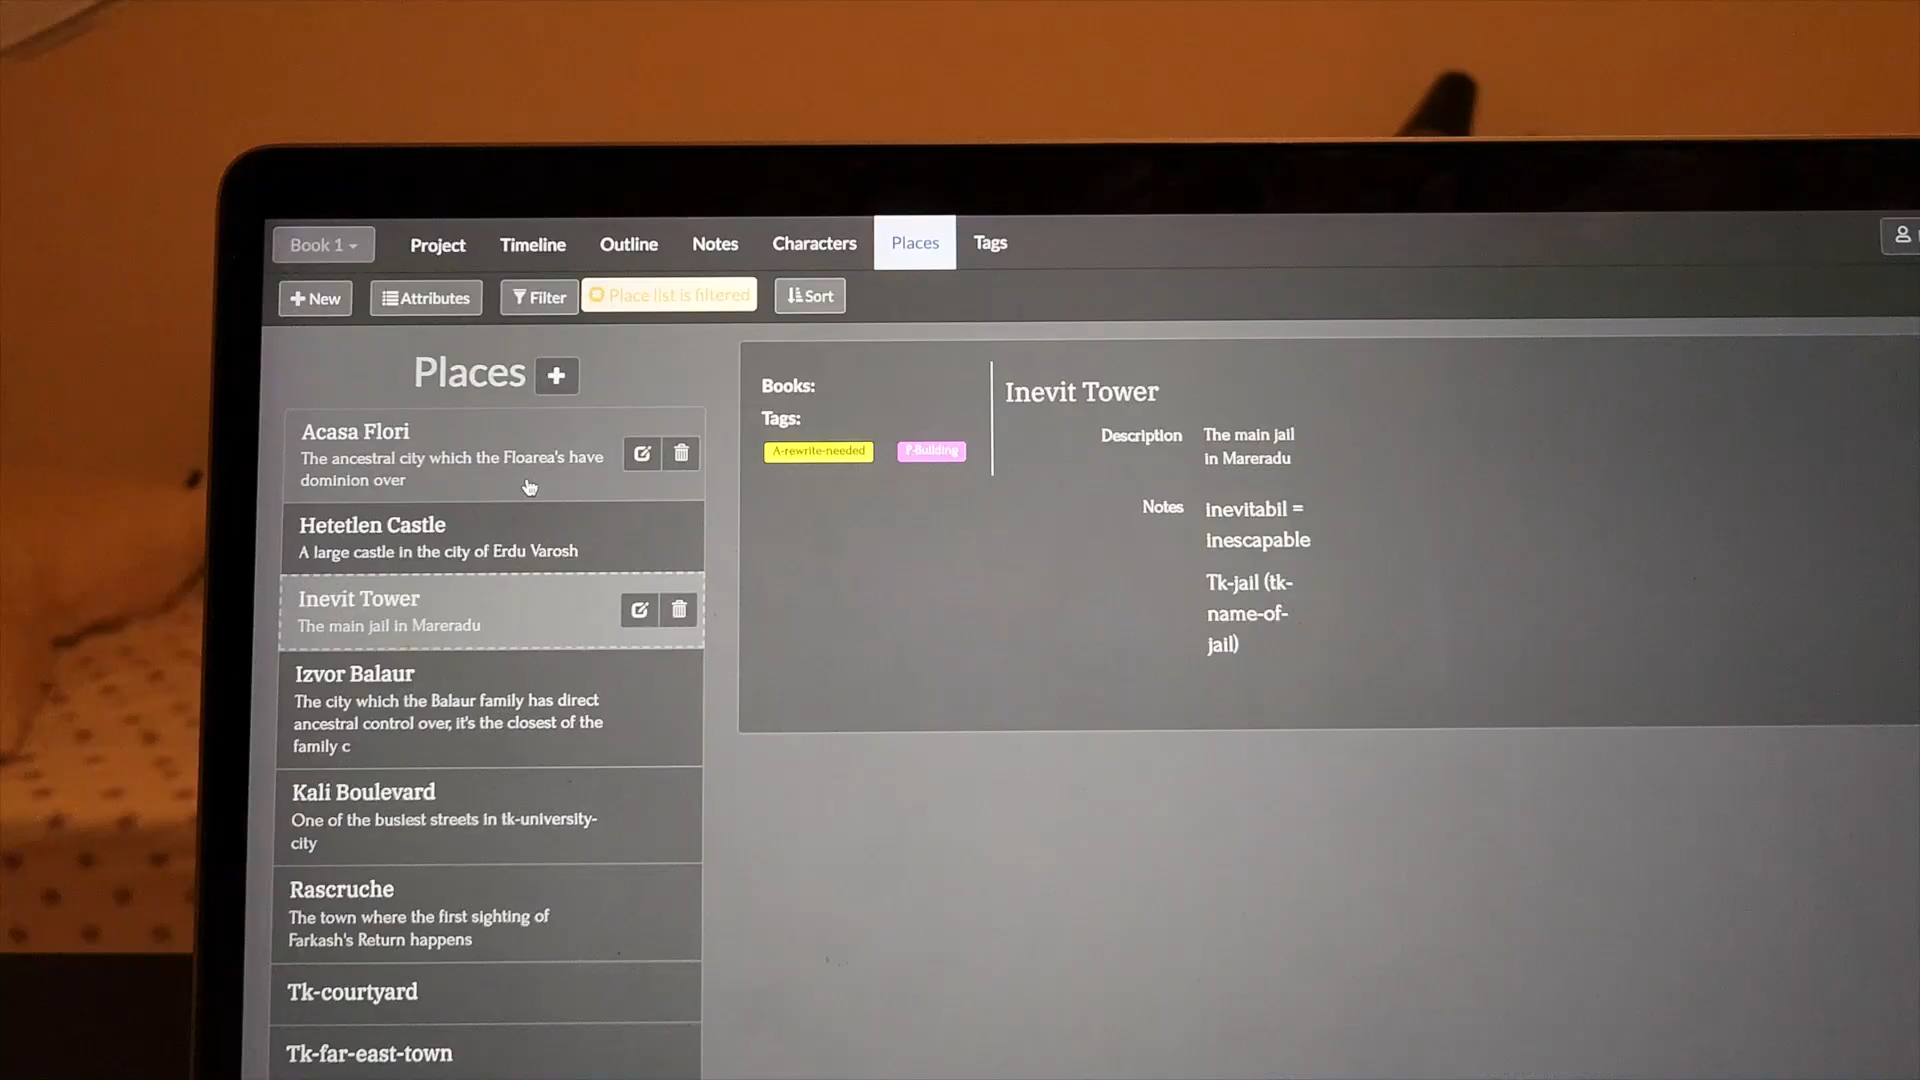 Book 1
Project
Timeline
Outline
Notes
Characters
Places
Tags
New
Attributes
Filter
Place list is filtered
Sort
Places
Acasa Flori
The ancestral city which the Floarea's have
dominion over
Hetetlen Castle
A large castle in the city of Erdu Varosh
Inevit Tower
The main jail in Mareradu
Izvor Balaur
The city which the Balaur family has direct
ancestral control over, it's the closest of the
family c
Kali Boulevard
One of the busiest streets in tk-university-
city
Rascruche
The town where the first sighting of
Farkash's Return happens
Tk-courtyard
Tk-far-east-town
Books:
Tags:
A-rewrite-needed
P-Building
Inevit Tower
Description
The main jail
in Mareradu
Notes
inevitabil =
inescapable
Tk-jail (tk-
name-of-
jail)